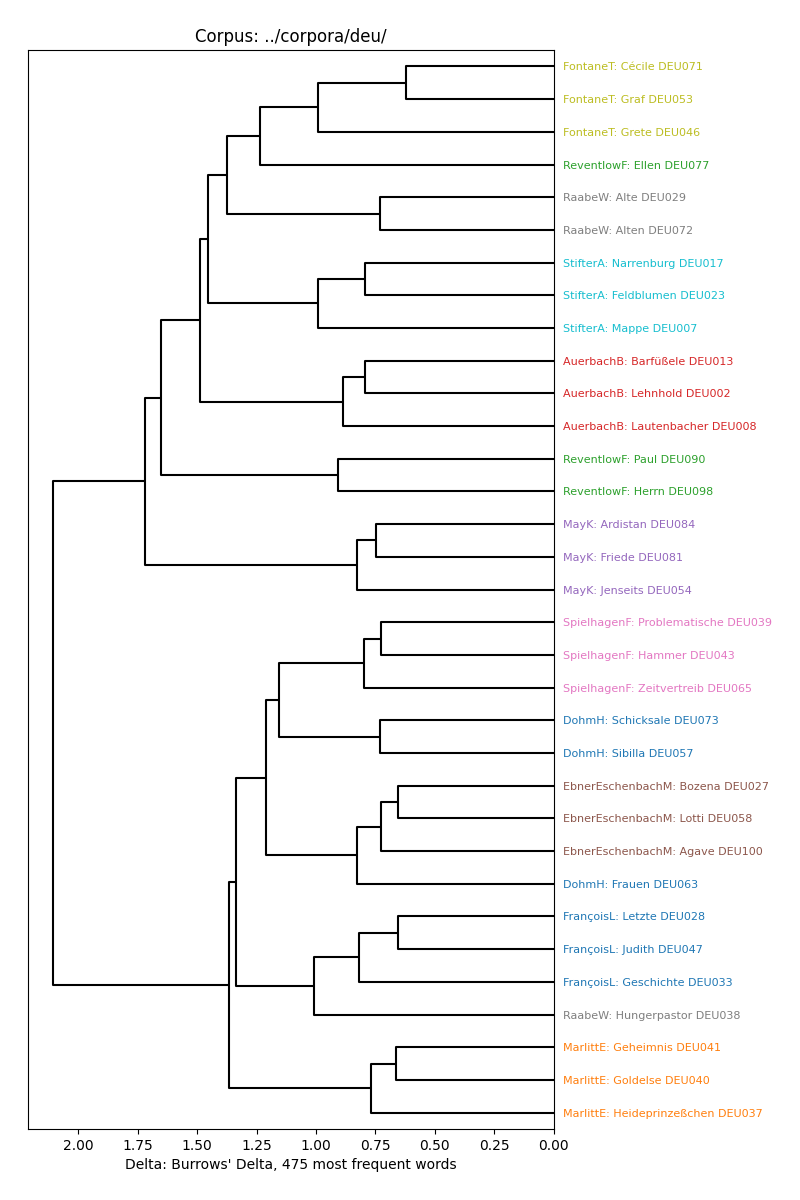 Corpus: ../corpora/deu/
FontaneT: Cécile DEU071
FontaneT: Graf DEU053
FontaneT: Grete DEU046
ReventlowF: Ellen DEU077
RaabeW: Alte DEU029
RaabeW: Alten DEU072
StifterA: Narrenburg DEU017
StifterA: Feldblumen DEU023
StifterA: Mappe DEU007
AuerbachB: Barfüßele DEU013
AuerbachB: Lehnhold DEU002
AuerbachB: Lautenbacher DEU008
ReventlowF: Paul DEU090
ReventlowF: Herrn DEU098
MayK: Ardistan DEU084
MayK: Friede DEU081
MayK: Jenseits DEU054
SpielhagenF: Problematische DEU039
SpielhagenF: Hammer DEU043
SpielhagenF: Zeitvertreib DEU065
DohmH: Schicksale DEU073
DohmH: Sibilla DEU057
EbnerEschenbachM: Bozena DEU027
EbnerEschenbachM: Lotti DEU058
EbnerEschenbachM: Agave DEU100
DohmH: Frauen DEU063
FrançoisL: Letzte DEU028
FrançoisL: Judith DEU047
FrançoisL: Geschichte DEU033
RaabeW: Hungerpastor DEU038
MarlittE: Geheimnis DEU041
MarlittE: Goldelse DEU040
MarlittE: Heideprinzeßchen DEU037
2.00 1.75 1.50 1.25 1.00 0.75 0.50 0.25 0.00
Delta: Burrows' Delta, 475 most frequent words